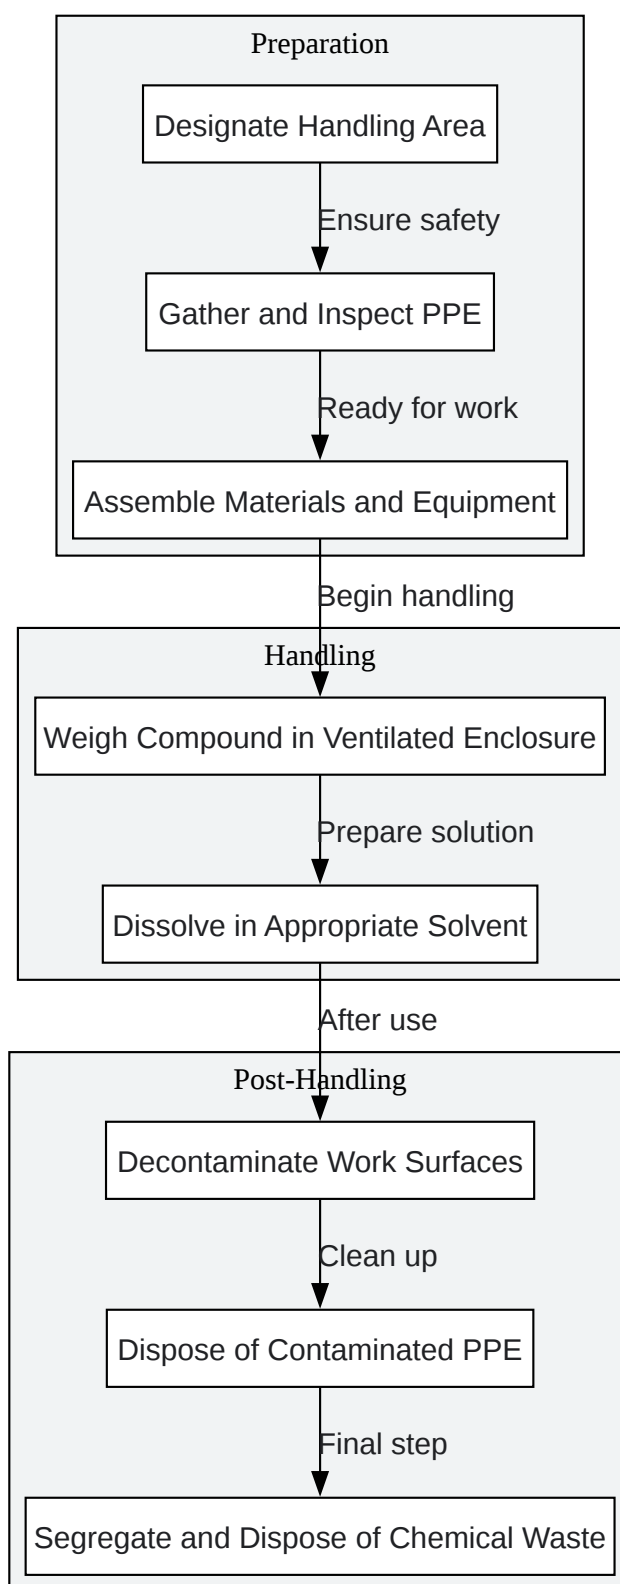 Preparation
Designate Handling Area
Ensure safety
Gather and Inspect PPE
Ready for work
Assemble Materials and Equipment
Begin handling
Handling
Weigh Compound in Ventilated Enclosure
Prepare solution
Dissolve in Appropriate Solvent
After use
Post-Handling
Decontaminate Work Surfaces
Clean up
Dispose of Contaminated PPE
Final step
Segregate and Dispose of Chemical Waste